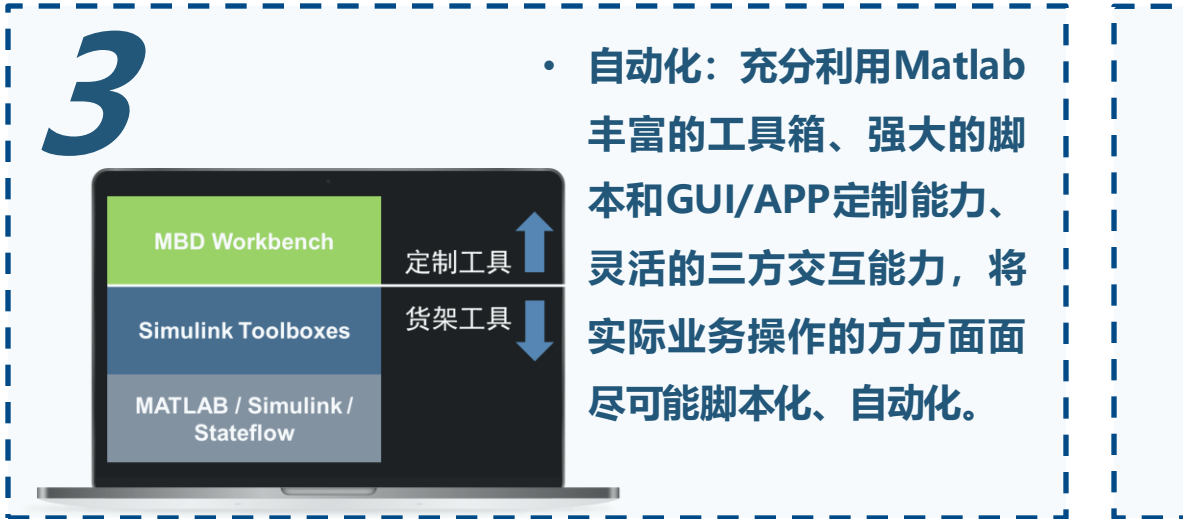 3
• 自动化：充分利用Matlab
丰富的工具箱、强大的脚
本和GUI/APP定制能力、
灵活的三方交互能力，将
实际业务操作的方方面面
尽可能脚本化、自动化。
MBD Workbench
定制工具
货架工具
Simulink Toolboxes
MATLAB / Simulink /
Stateflow